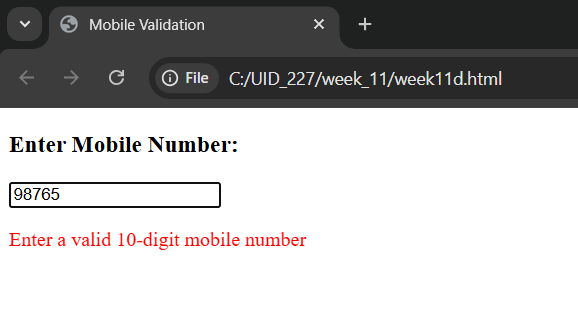 Mobile Validation
File C:/UID_227/week_11/week11d.html
Enter Mobile Number:
98765
Enter a valid 10-digit mobile number